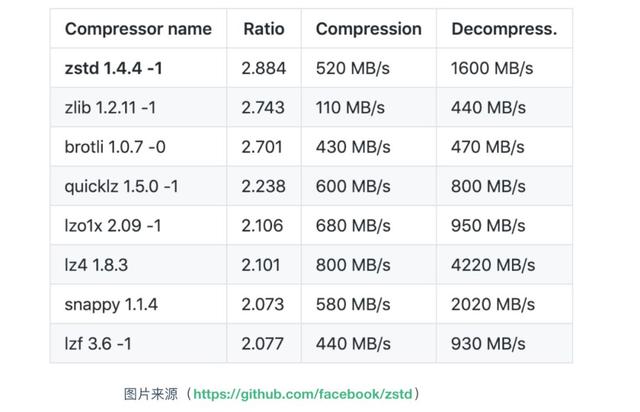 Compressor name Ratio Compression Decompress.
zstd 1.4.4 -1 2.884 520 MB/s 1600 MB/s
zlib 1.2.11 -1 2.743 110 MB/s 440 MB/s
brotli 1.0.7 -0 2.701 430 MB/s 470 MB/s
quicklz 1.5.0 -1 2.238 600 MB/s 800 MB/s
lzo1x 2.09 -1 2.106 680 MB/s 950 MB/s
lz4 1.8.3 2.101 800 MB/s 4220 MB/s
snappy 1.1.4 2.073 580 MB/s 2020 MB/s
lzf 3.6 -1 2.077 440 MB/s 930 MB/s
图片来源（https://github.com/facebook/zstd）